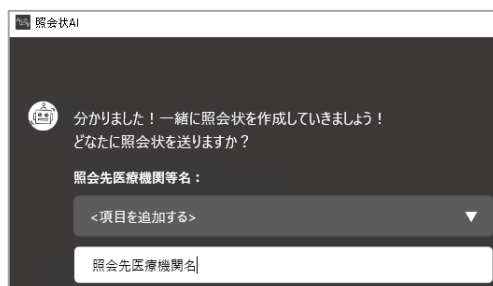 照会状AI
分かりました！一緒に照会状を作成していきましょう！
どなたに照会状を送りますか？
照会先医療機関等名：
<項目を追加する>
照会先医療機関名